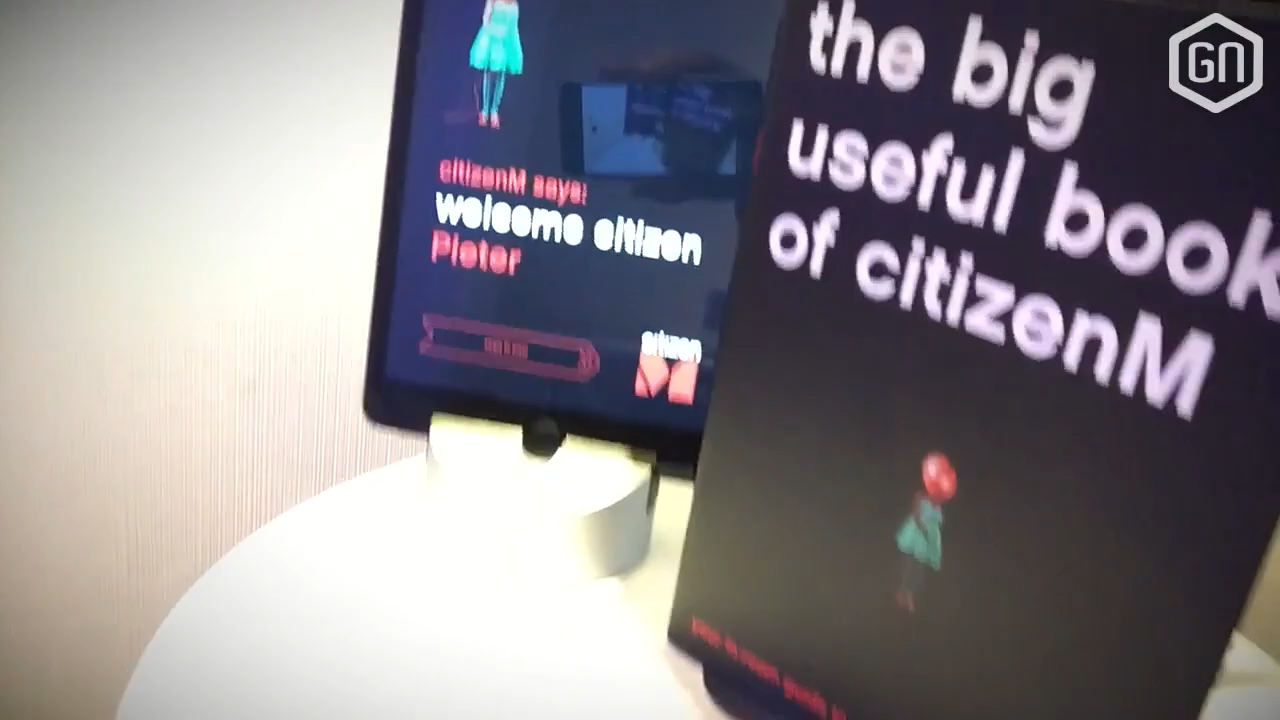 citizenM says:
welcome citizen
Pieter
citizen
M
the big
useful book
of citizenM
GN